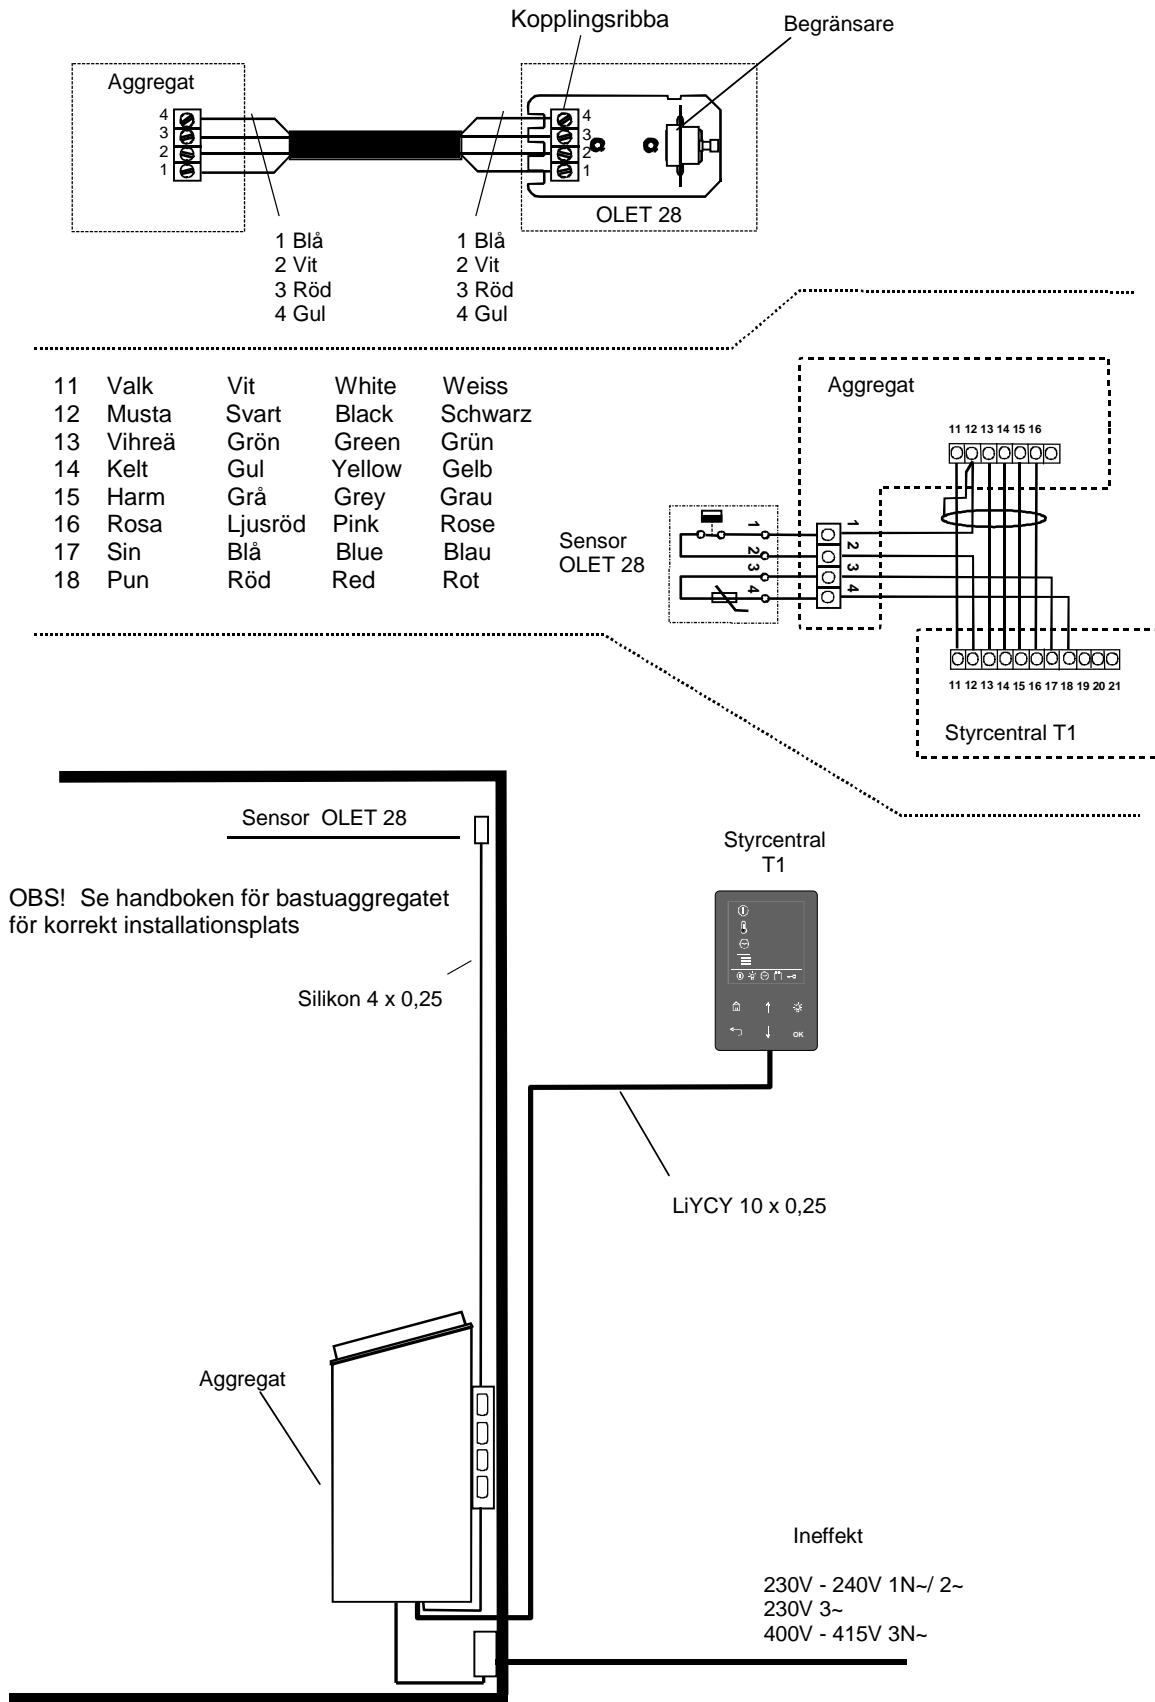 Kopplingsribba
Begränsare
Aggregat
4
3
2
1
4
3
2
1
OLET 28
1 Blå
2 Vit
3 Röd
4 Gul
1 Blå
2 Vit
3 Röd
4 Gul
11 Valk Vit White Weiss
12 Musta Svart Black Schwarz
13 Vihreä Grön Green Grün
14 Kelt Gul Yellow Gelb
15 Harm Grå Grey Grau
16 Rosa Ljusröd Pink Rose
17 Sin Blå Blue Blau
18 Pun Röd Red Rot
Aggregat
11 12 13 14 15 16
Sensor
OLET 28
1
2
3
4
1
2
3
4
11 12 13 14 15 16 17 18 19 20 21
Styrcentral T1
Sensor OLET 28
OBS! Se handboken för bastuaggregatet
för korrekt installationsplats
Silikon 4 x 0,25
Styrcentral
T1
OK
LiYCY 10 x 0,25
Aggregat
Ineffekt
230V - 240V 1N~/ 2~
230V 3~
400V - 415V 3N~